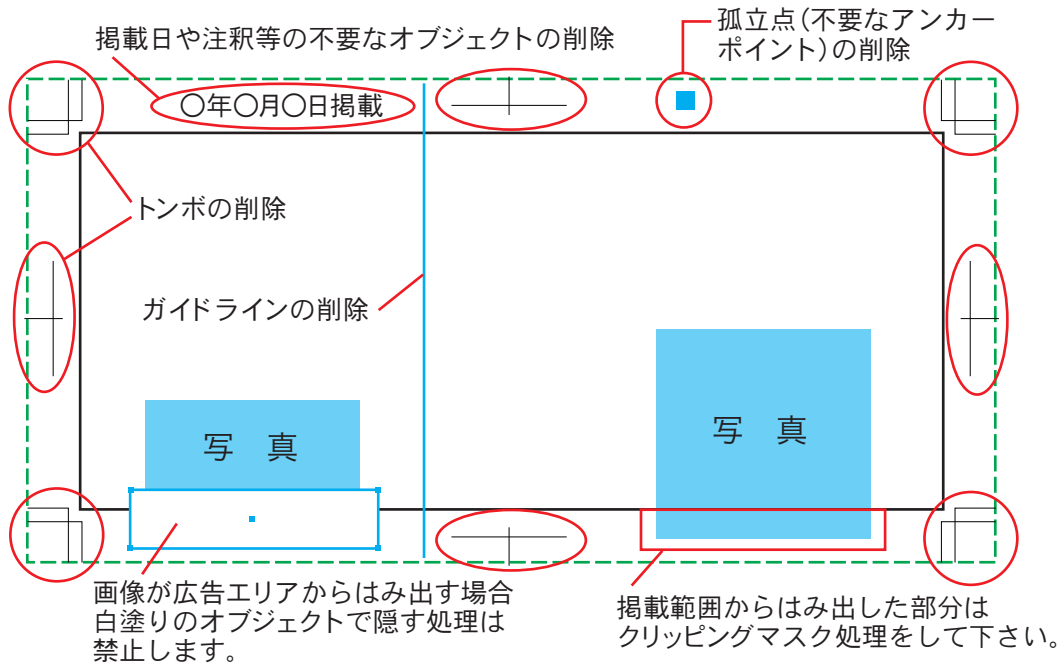 掲載日や注釈等の不要なオブジェクトの削除
孤立点(不要なアンカー
ポイント)の削除
〇年〇月〇日掲載
トンボの削除
ガイドラインの削除
写　真
写　真
画像が広告エリアからはみ出す場合
白塗りのオブジェクトで隠す処理は
禁止します。
掲載範囲からはみ出した部分は
クリッピングマスク処理をして下さい。